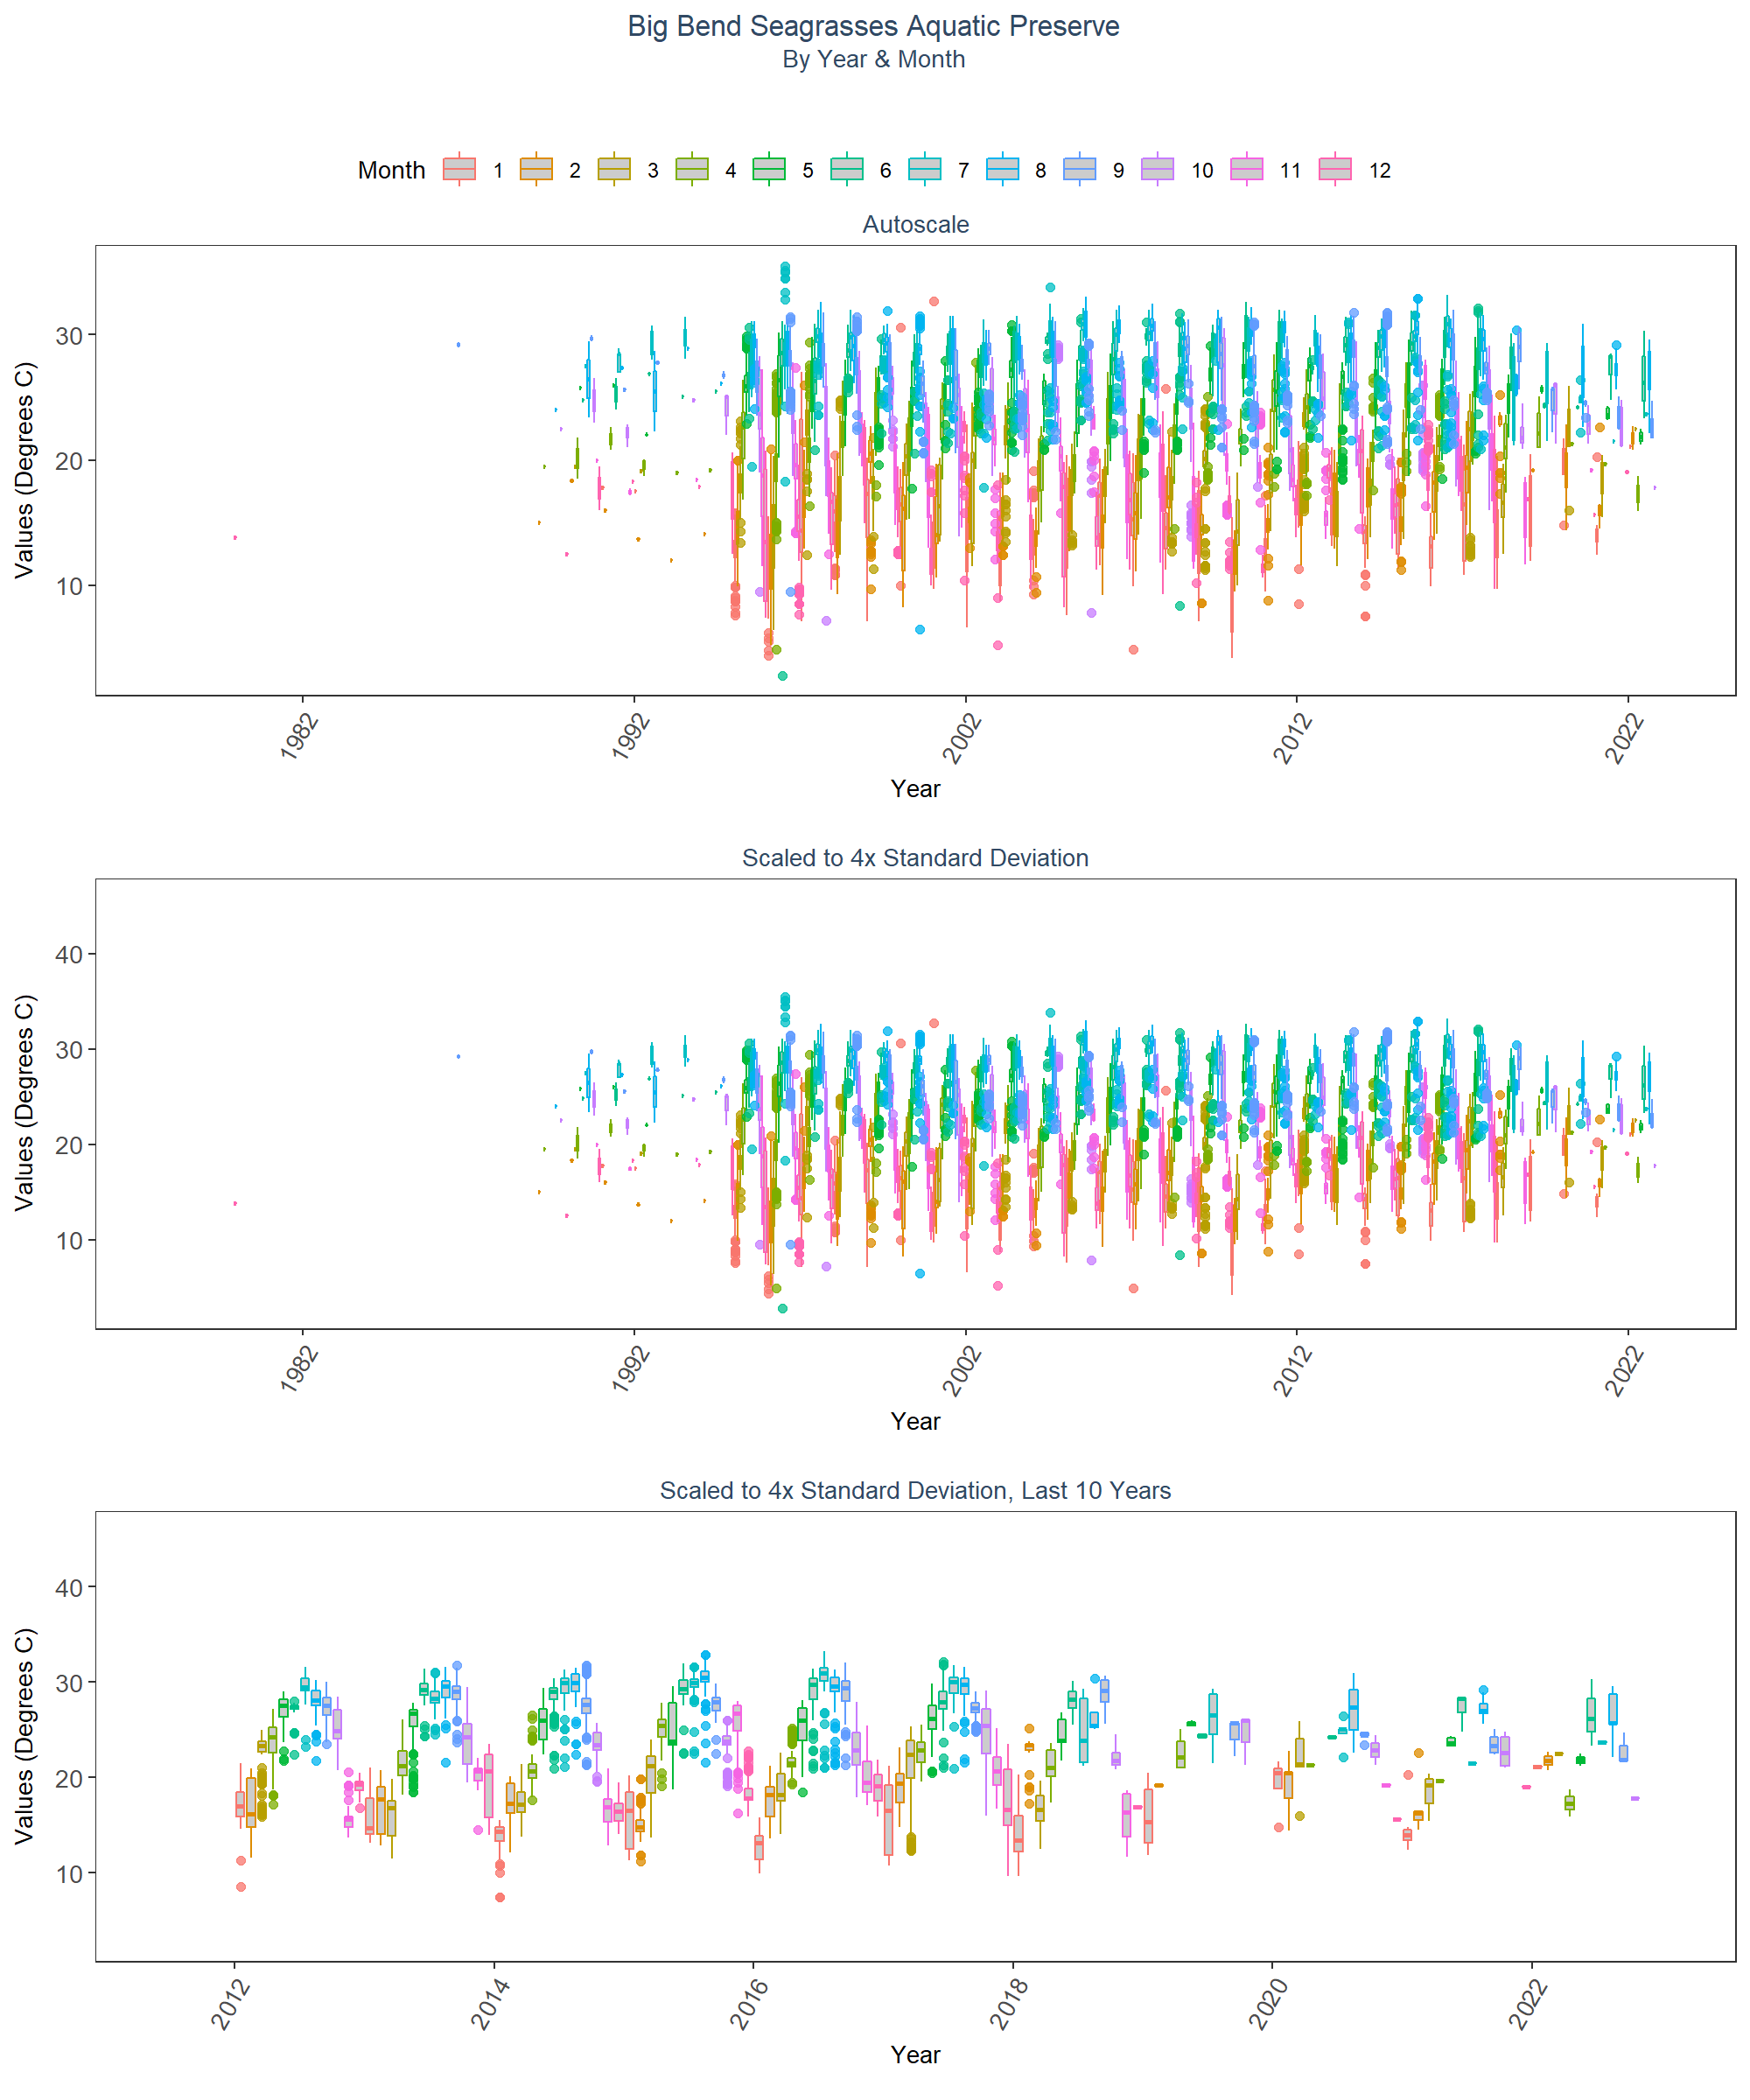 Big Bend Seagrasses Aquatic Preserve
By Year & Month
Month 1 2 3 4 5 6 7 8 9 10 11 12
Autoscale
Values (Degrees C)
30
20
10
1982 1992 2002 2012 2022
Year
Scaled to 4x Standard Deviation
Values (Degrees C)
40
30
20
10
1982 1992 2002 2012 2022
Year
Scaled to 4x Standard Deviation, Last 10 Years
Values (Degrees C)
40
30
20
10
2012 2014 2016 2018 2020 2022
Year